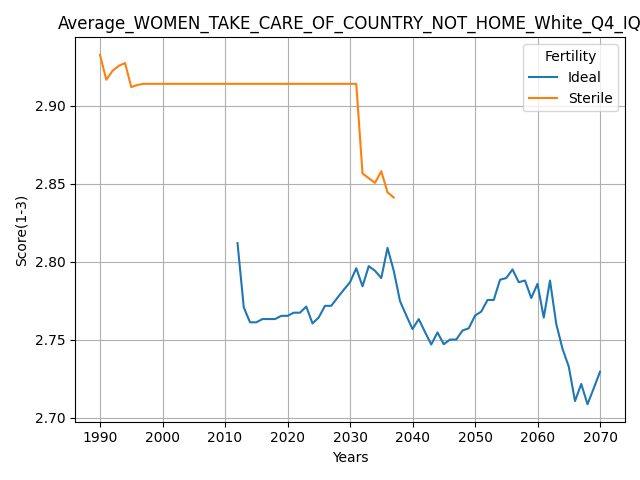 Average_WOMEN_TAKE_CARE_OF_COUNTRY_NOT_HOME_White_Q4_IQ
Fertility
Ideal
Sterile
2.90
2.85
2.80
2.75
2.70
Score(1-3)
1990
2000
2010
2020
2030
2040
2050
2060
2070
Years